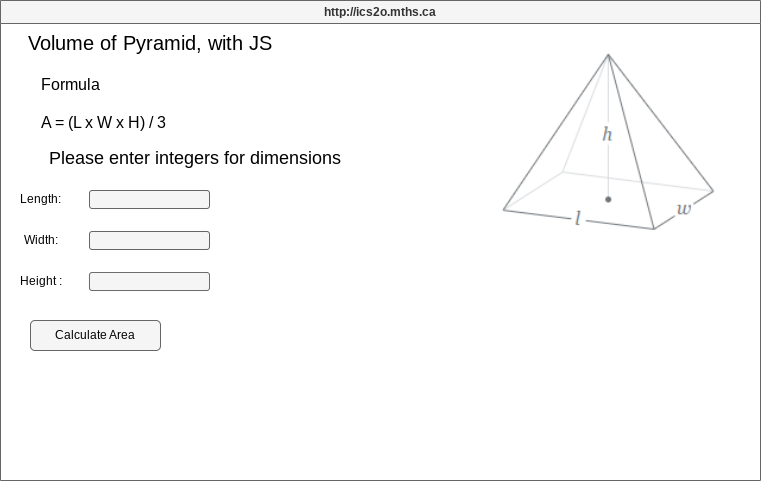 http://ics2o.mths.ca
Volume of Pyramid, with JS
Formula
A = (L x W x H) / 3
Please enter integers for dimensions
Length:
Width:
Height :
Calculate Area
h
l
w